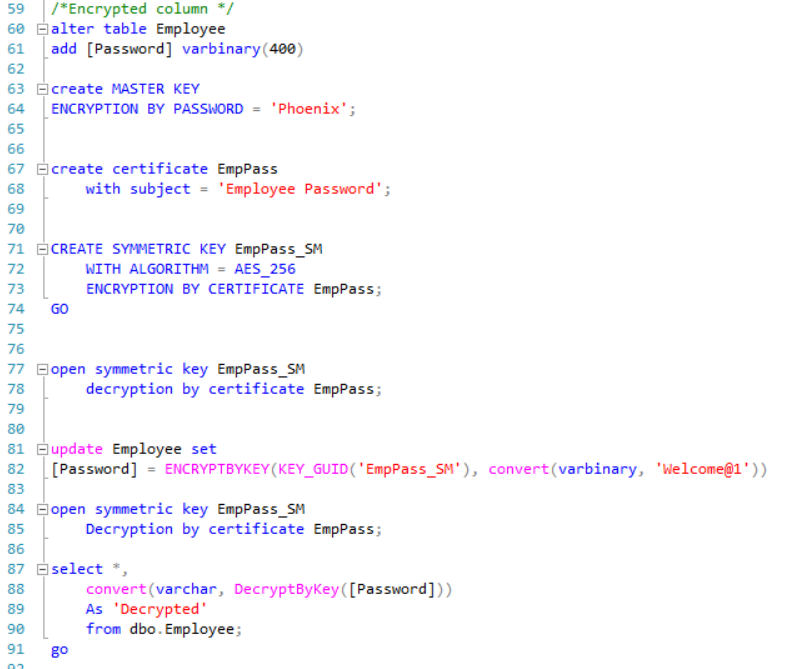 59 /*Encrypted column */
60 alter table Employee
61 add [Password] varbinary(400)
62
63 create MASTER KEY
64 ENCRYPTION BY PASSWORD = 'Phoenix';
65
66
67 create certificate EmpPass
68 with subject = 'Employee Password';
69
70
71 CREATE SYMMETRIC KEY EmpPass_SM
72 WITH ALGORITHM = AES_256
73 ENCRYPTION BY CERTIFICATE EmpPass;
74 GO
75
76
77 open symmetric key EmpPass_SM
78 decryption by certificate EmpPass;
79
80
81 update Employee set
82 [Password] = ENCRYPTBYKEY(KEY_GUID('EmpPass_SM'), convert(varbinary, 'Welcome@1'))
83
84 open symmetric key EmpPass_SM
85 Decryption by certificate EmpPass;
86
87 select *,
88 convert(varchar, DecryptByKey([Password]))
89 As 'Decrypted'
90 from dbo.Employee;
91 go
92